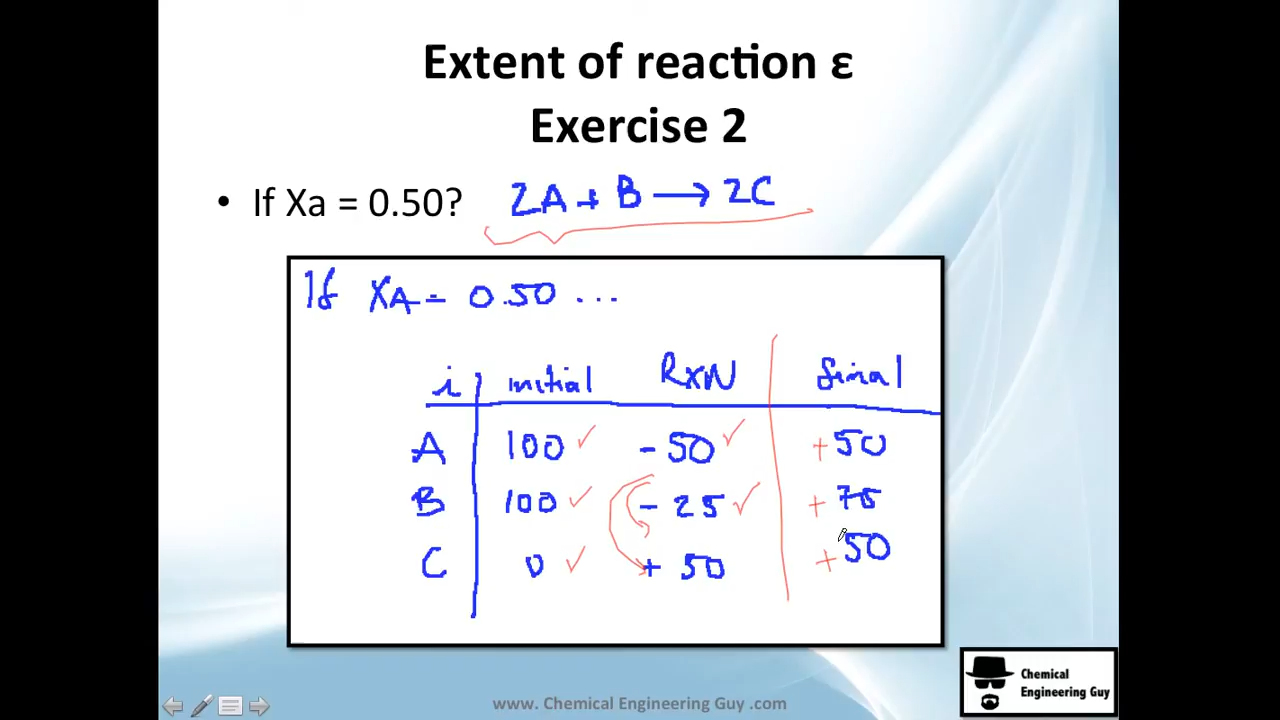 Extent of reaction ε
Exercise 2
• If Xa = 0.50? 2A + B → 2C
If XA = 0.50 ...
i initial RxN final
A 100 ✓ - 50 ✓ + 50
B 100 ✓ - 25 ✓ + 75
C 0 ✓ + 50 + 50
Chemical
Engineering Guy
www. Chemical Engineering Guy .com